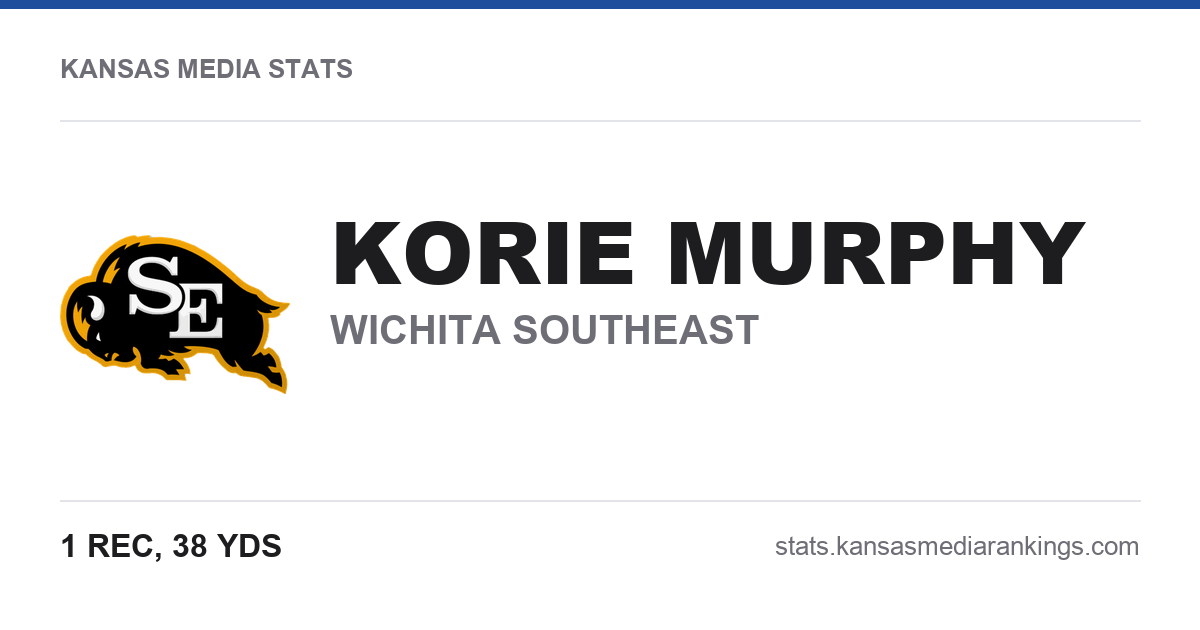 KANSAS MEDIA STATS
SE
KORIE MURPHY
WICHITA SOUTHEAST
1 REC, 38 YDS
stats.kansasmediarankings.com